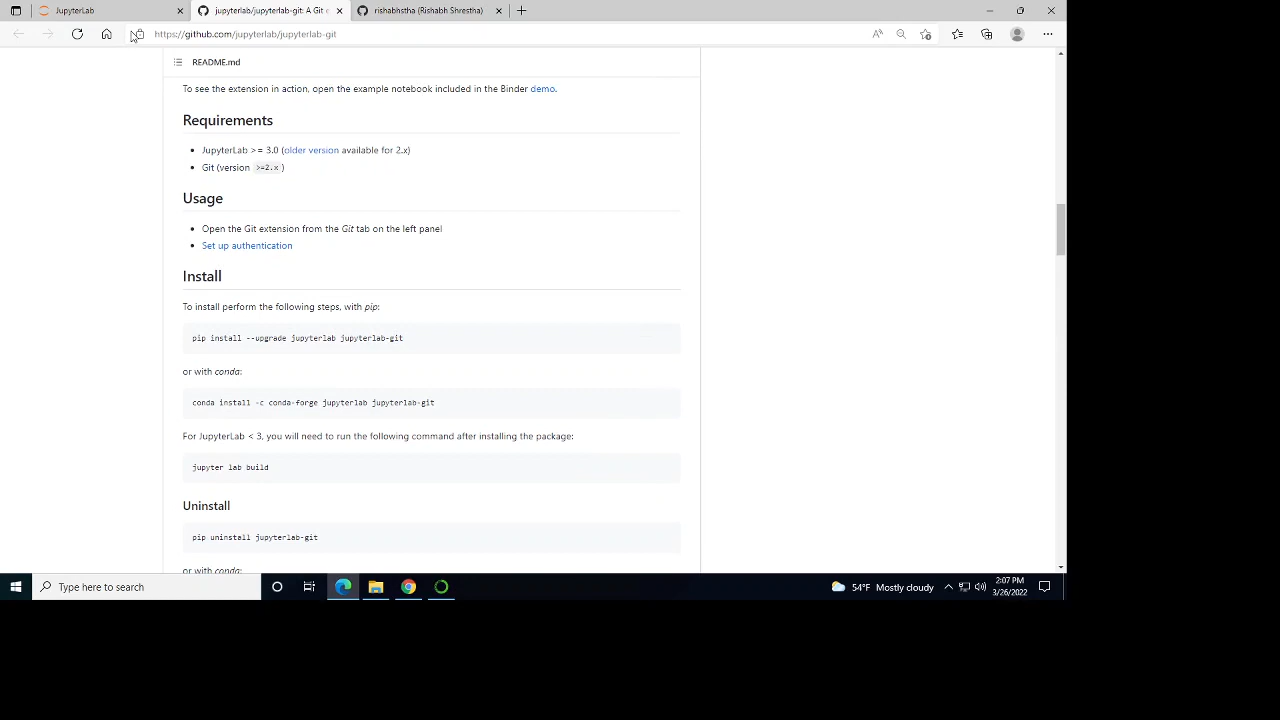 JupyterLab
jupyterlab/jupyterlab-git: A Git e
rishabhstha (Rishabh Shrestha)
https://github.com/jupyterlab/jupyterlab-git
README.md
To see the extension in action, open the example notebook included in the Binder demo.
Requirements
JupyterLab >= 3.0 (older version available for 2.x)
Git (version >=2.x )
Usage
Open the Git extension from the Git tab on the left panel
Set up authentication
Install
To install perform the following steps, with pip:
pip install --upgrade jupyterlab jupyterlab-git
or with conda:
conda install -c conda-forge jupyterlab jupyterlab-git
For JupyterLab < 3, you will need to run the following command after installing the package:
jupyter lab build
Uninstall
pip uninstall jupyterlab-git
or with conda:
Type here to search
54°F Mostly cloudy
2:07 PM
3/26/2022